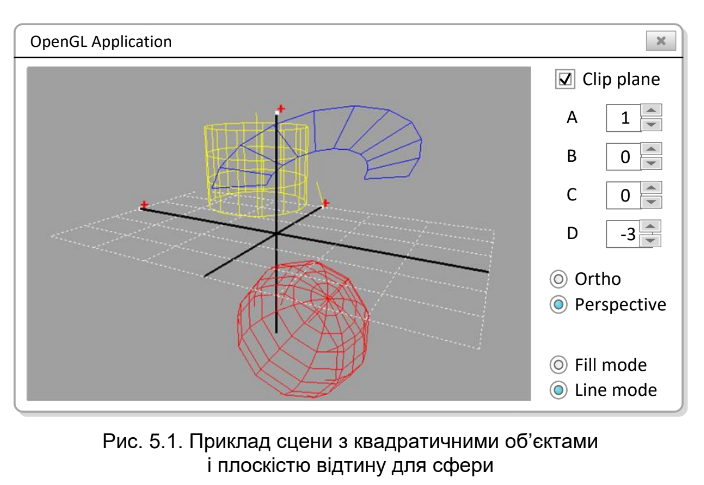 OpenGL Application
Clip plane
A 1
B 0
C 0
D -3
Ortho
Perspective
Fill mode
Line mode
Рис. 5.1. Приклад сцени з квадратичними об’єктами
і плоскістю відтину для сфери